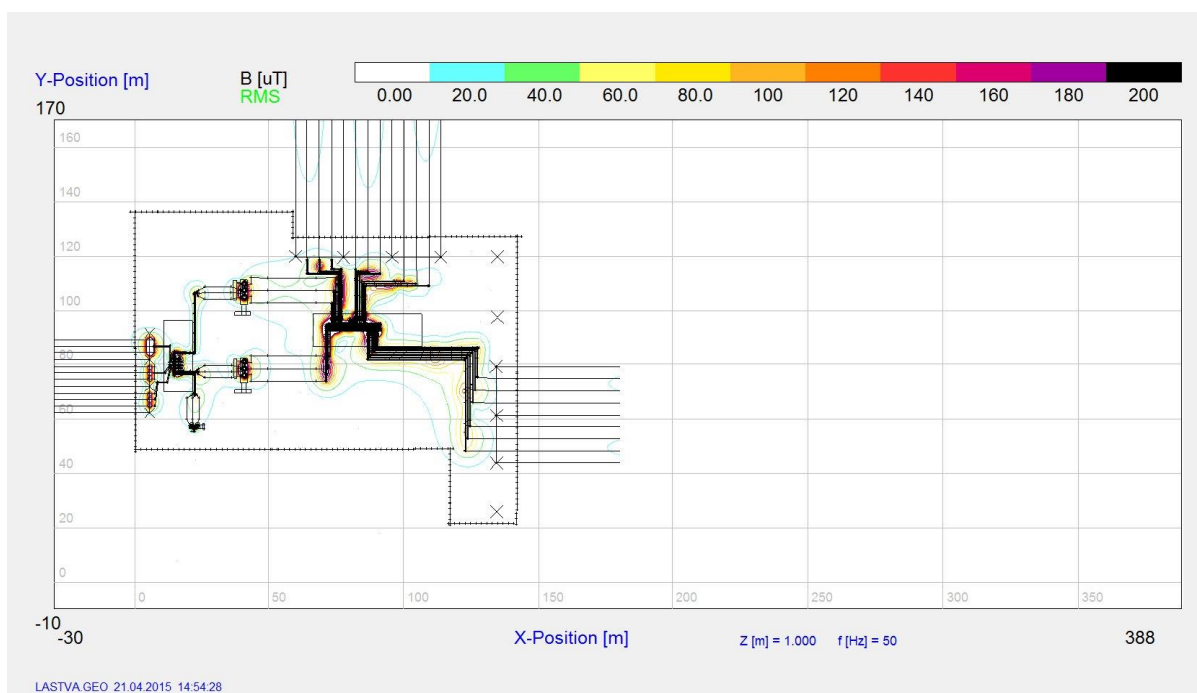 Y-Position [m]
B [uT]
RMS
0.00 20.0 40.0 60.0 80.0 100 120 140 160 180 200
170
160
140
120
100
80
60
40
20
0
0 50 100 150 200 250 300 350
-10
-30
X-Position [m]
Z [m] = 1.000 f [Hz] = 50
388
LASTVA.GEO 21.04.2015 14:54:28